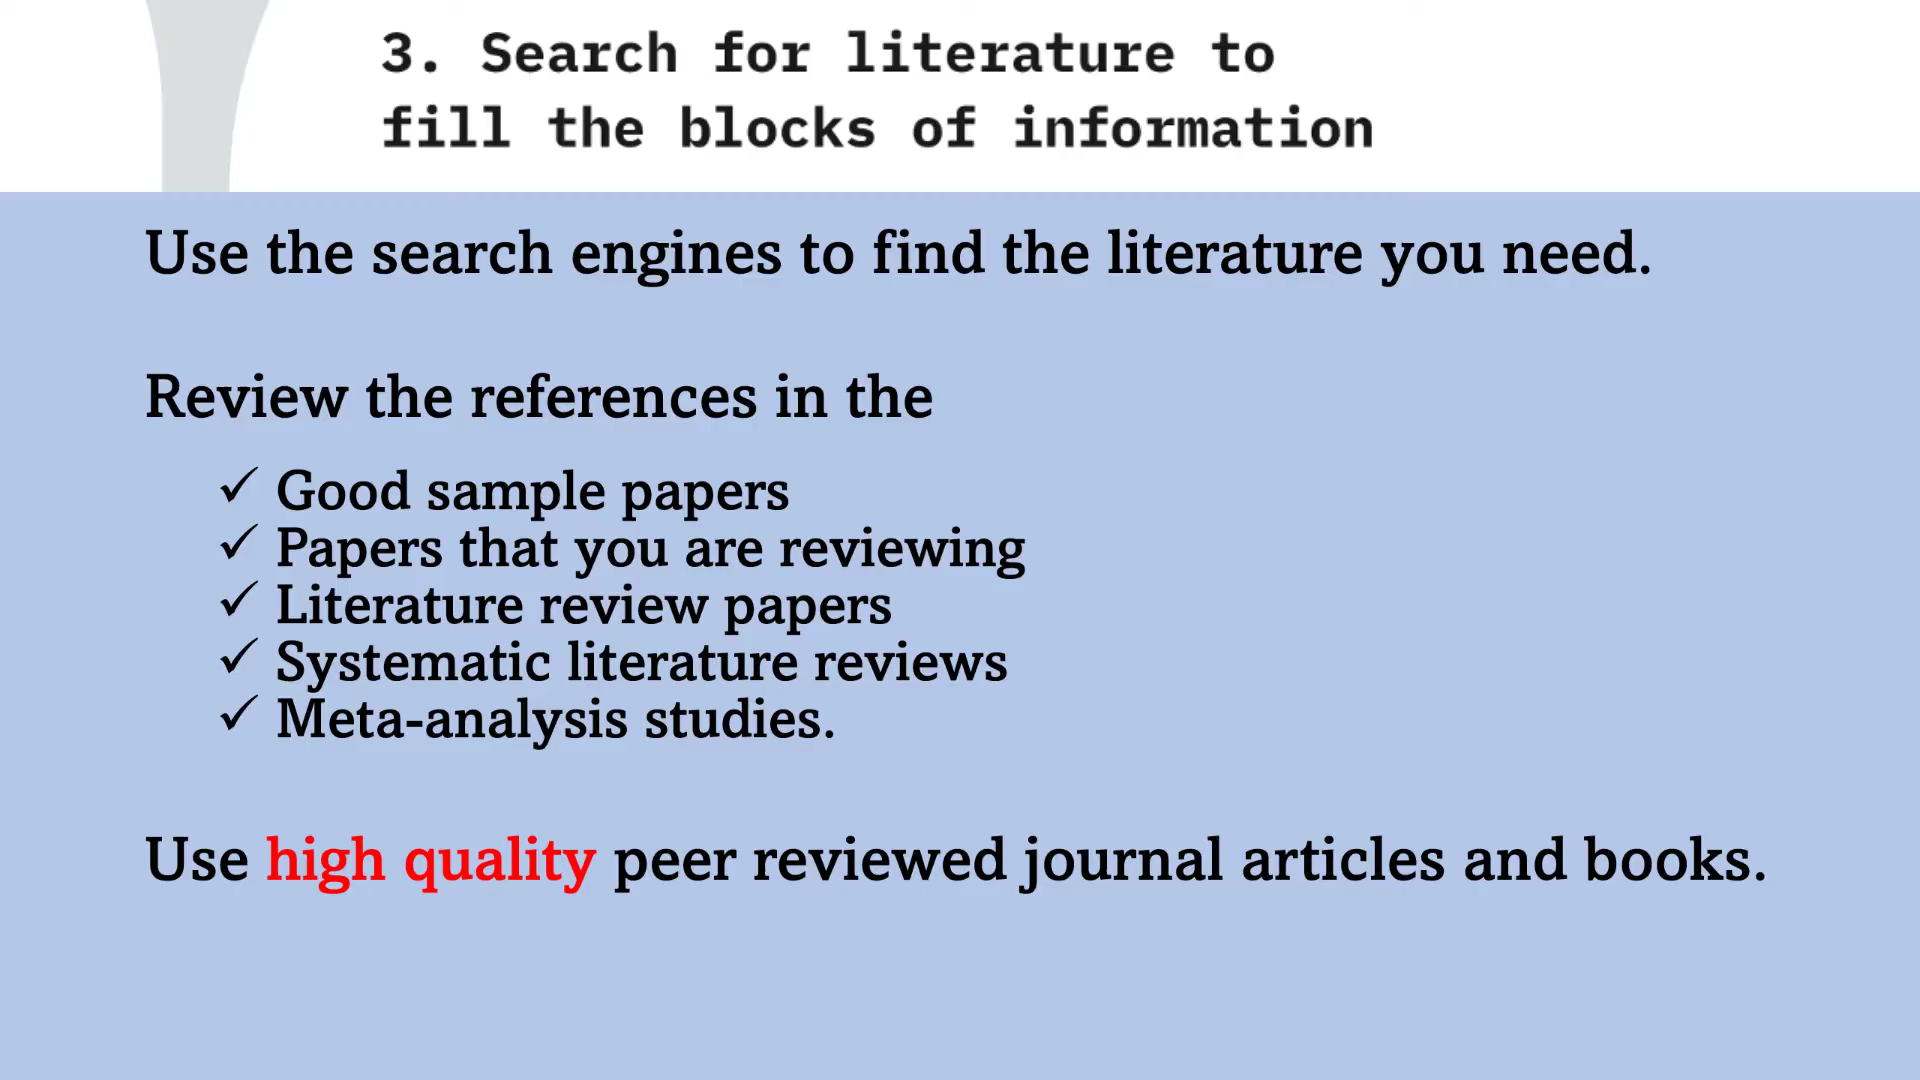 3. Search for literature to
fill the blocks of information
Use the search engines to find the literature you need.
Review the references in the
✓ Good sample papers
✓ Papers that you are reviewing
✓ Literature review papers
✓ Systematic literature reviews
✓ Meta-analysis studies.
Use high quality peer reviewed journal articles and books.